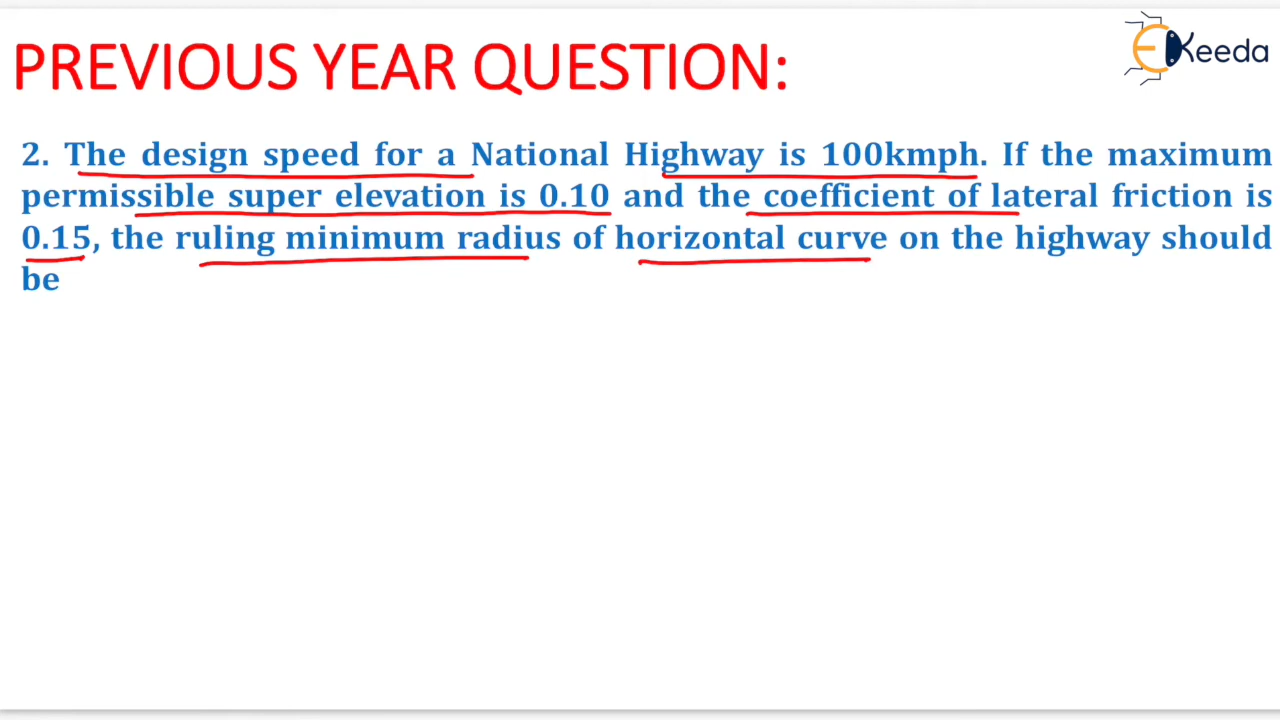 PREVIOUS YEAR QUESTION:
EKeeda
2. The design speed for a National Highway is 100kmph. If the maximum
permissible super elevation is 0.10 and the coefficient of lateral friction is
0.15, the ruling minimum radius of horizontal curve on the highway should
be